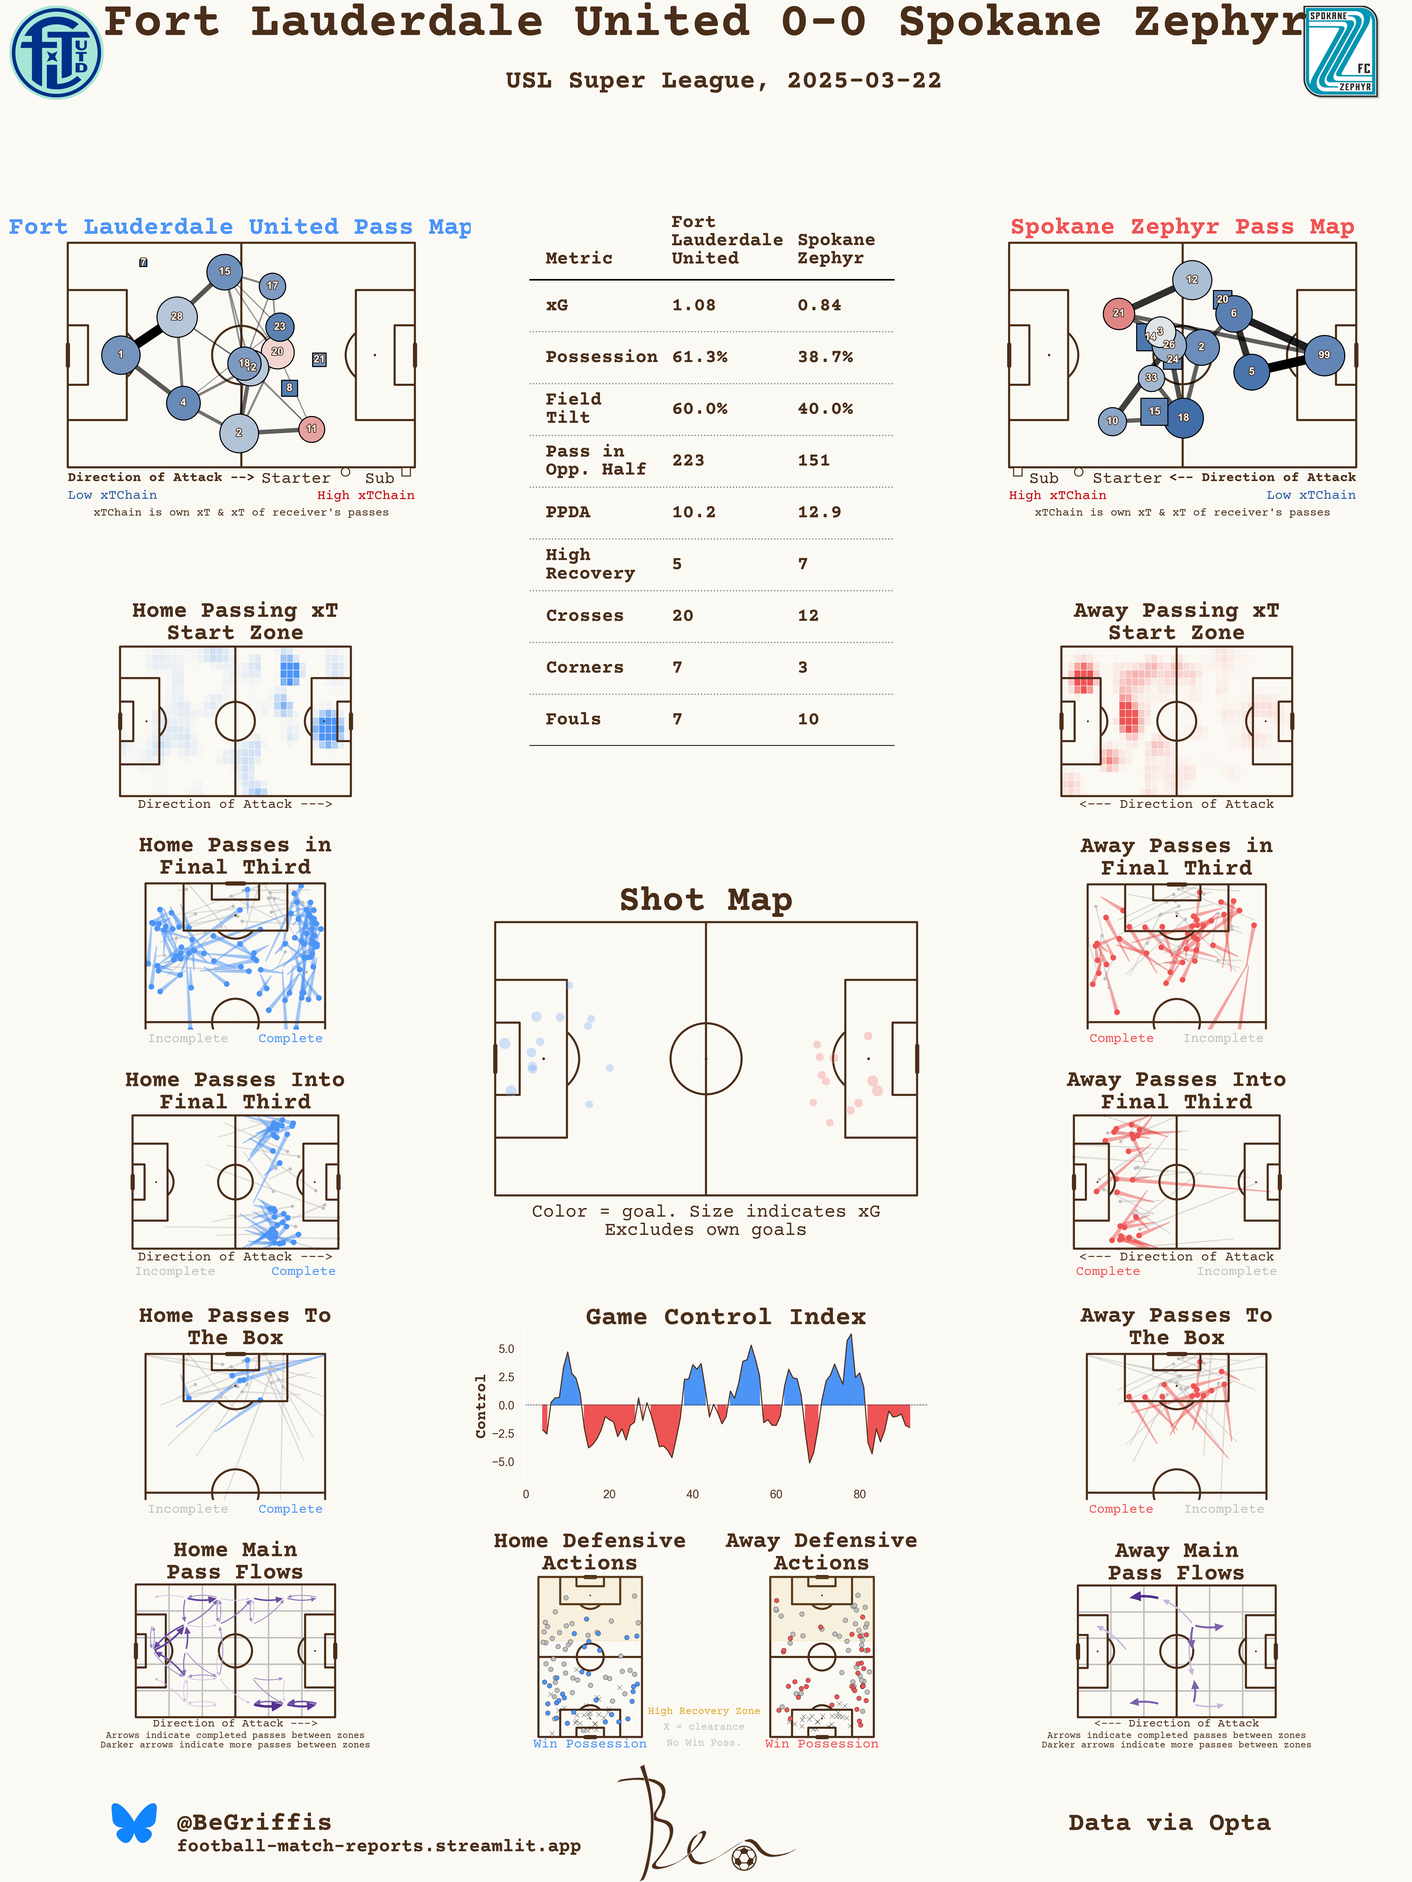 Fort Lauderdale United 0-0 Spokane Zephyr
USL Super League, 2025-03-22
UTD
SPOKANE
FC
ZEPHYR
Fort Lauderdale United Pass Map
7
15
17
28
23
1
20
18
12
21
8
4
2
11
Direction of Attack --> Starter Sub
Low xTChain High xTChain
xTChain is own xT & xT of receiver's passes
Metric Fort Lauderdale United Spokane Zephyr
xG 1.08 0.84
Possession 61.3% 38.7%
Field Tilt 60.0% 40.0%
Pass in Opp. Half 223 151
PPDA 10.2 12.9
High Recovery 5 7
Crosses 20 12
Corners 7 3
Fouls 7 10
Spokane Zephyr Pass Map
12
20
21
6
3
14
26
2
24
99
5
33
15
10
18
Sub Starter <-- Direction of Attack
High xTChain Low xTChain
xTChain is own xT & xT of receiver's passes
Home Passing xT
Start Zone
Direction of Attack --->
Away Passing xT
Start Zone
<--- Direction of Attack
Home Passes in
Final Third
Incomplete Complete
Away Passes in
Final Third
Complete Incomplete
Shot Map
Color = goal. Size indicates xG
Excludes own goals
Home Passes Into
Final Third
Direction of Attack --->
Incomplete Complete
Away Passes Into
Final Third
<--- Direction of Attack
Complete Incomplete
Home Passes To
The Box
Incomplete Complete
Game Control Index
Control
5.0
2.5
0.0
−2.5
−5.0
0 20 40 60 80
Away Passes To
The Box
Complete Incomplete
Home Main
Pass Flows
Direction of Attack --->
Arrows indicate completed passes between zones
Darker arrows indicate more passes between zones
Home Defensive
Actions
Win Possession
High Recovery Zone
X = clearance
No Win Poss.
Away Defensive
Actions
Win Possession
Away Main
Pass Flows
<--- Direction of Attack
Arrows indicate completed passes between zones
Darker arrows indicate more passes between zones
@BeGriffis
football-match-reports.streamlit.app
Ben
Data via Opta